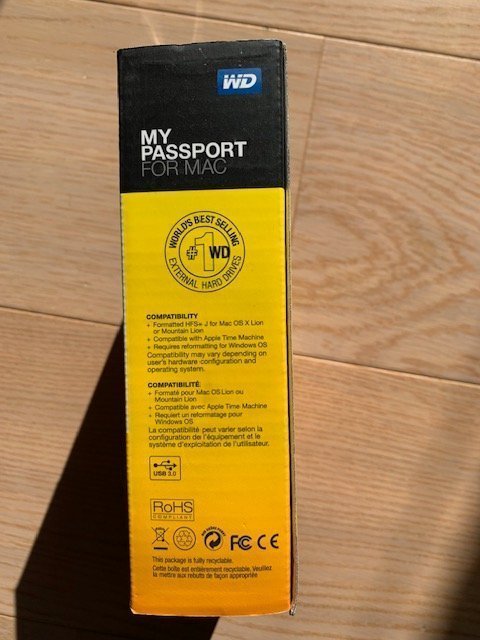 WD
MY
PASSPORT
FOR MAC
WORLD'S BEST SELLING
#1 WD
EXTERNAL HARD DRIVES
COMPATIBILITY
+ Formatted HFS+ J for Mac OS X Lion
or Mountain Lion
+ Compatible with Apple Time Machine
+ Requires reformatting for Windows OS
Compatibility may vary depending on
user's hardware configuration and
operating system.
COMPATIBILITÉ
+ Formaté pour Mac OS Lion ou
Mountain Lion
+ Compatible avec Apple Time Machine
+ Requiert un reformatage pour
Windows OS
La compatibilité peut varier selon la
configuration de l'équipement et le
système d'explcitation de l'utilisateur.
USB 3.0
RoHS
COMPLIANT
FC CE
This package is fully recyclable.
Cette boîte est entièrement recyclable. Veuillez
la mettre aux rebuts de façon appropriée